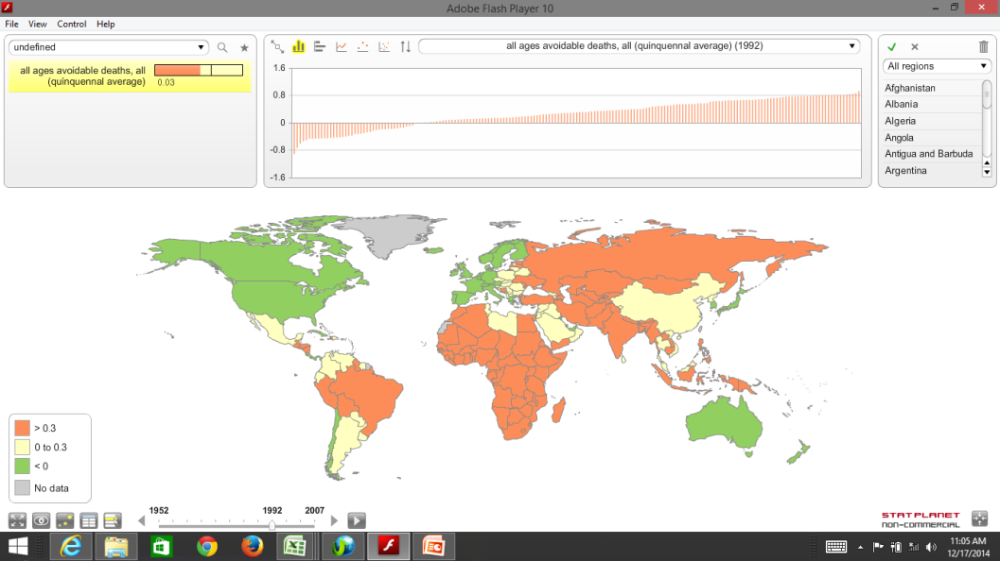 Adobe Flash Player 10
File View Control Help
undefined
all ages avoidable deaths, all
(quinquennal average)
0.03
all ages avoidable deaths, all (quinquennal average) (1992)
1.6
0.8
0
-0.8
-1.6
All regions
Afghanistan
Albania
Algeria
Angola
Antigua and Barbuda
Argentina
> 0.3
0 to 0.3
< 0
No data
1952 1992 2007
STATPLANET
NON-COMMERCIAL
11:05 AM
12/17/2014